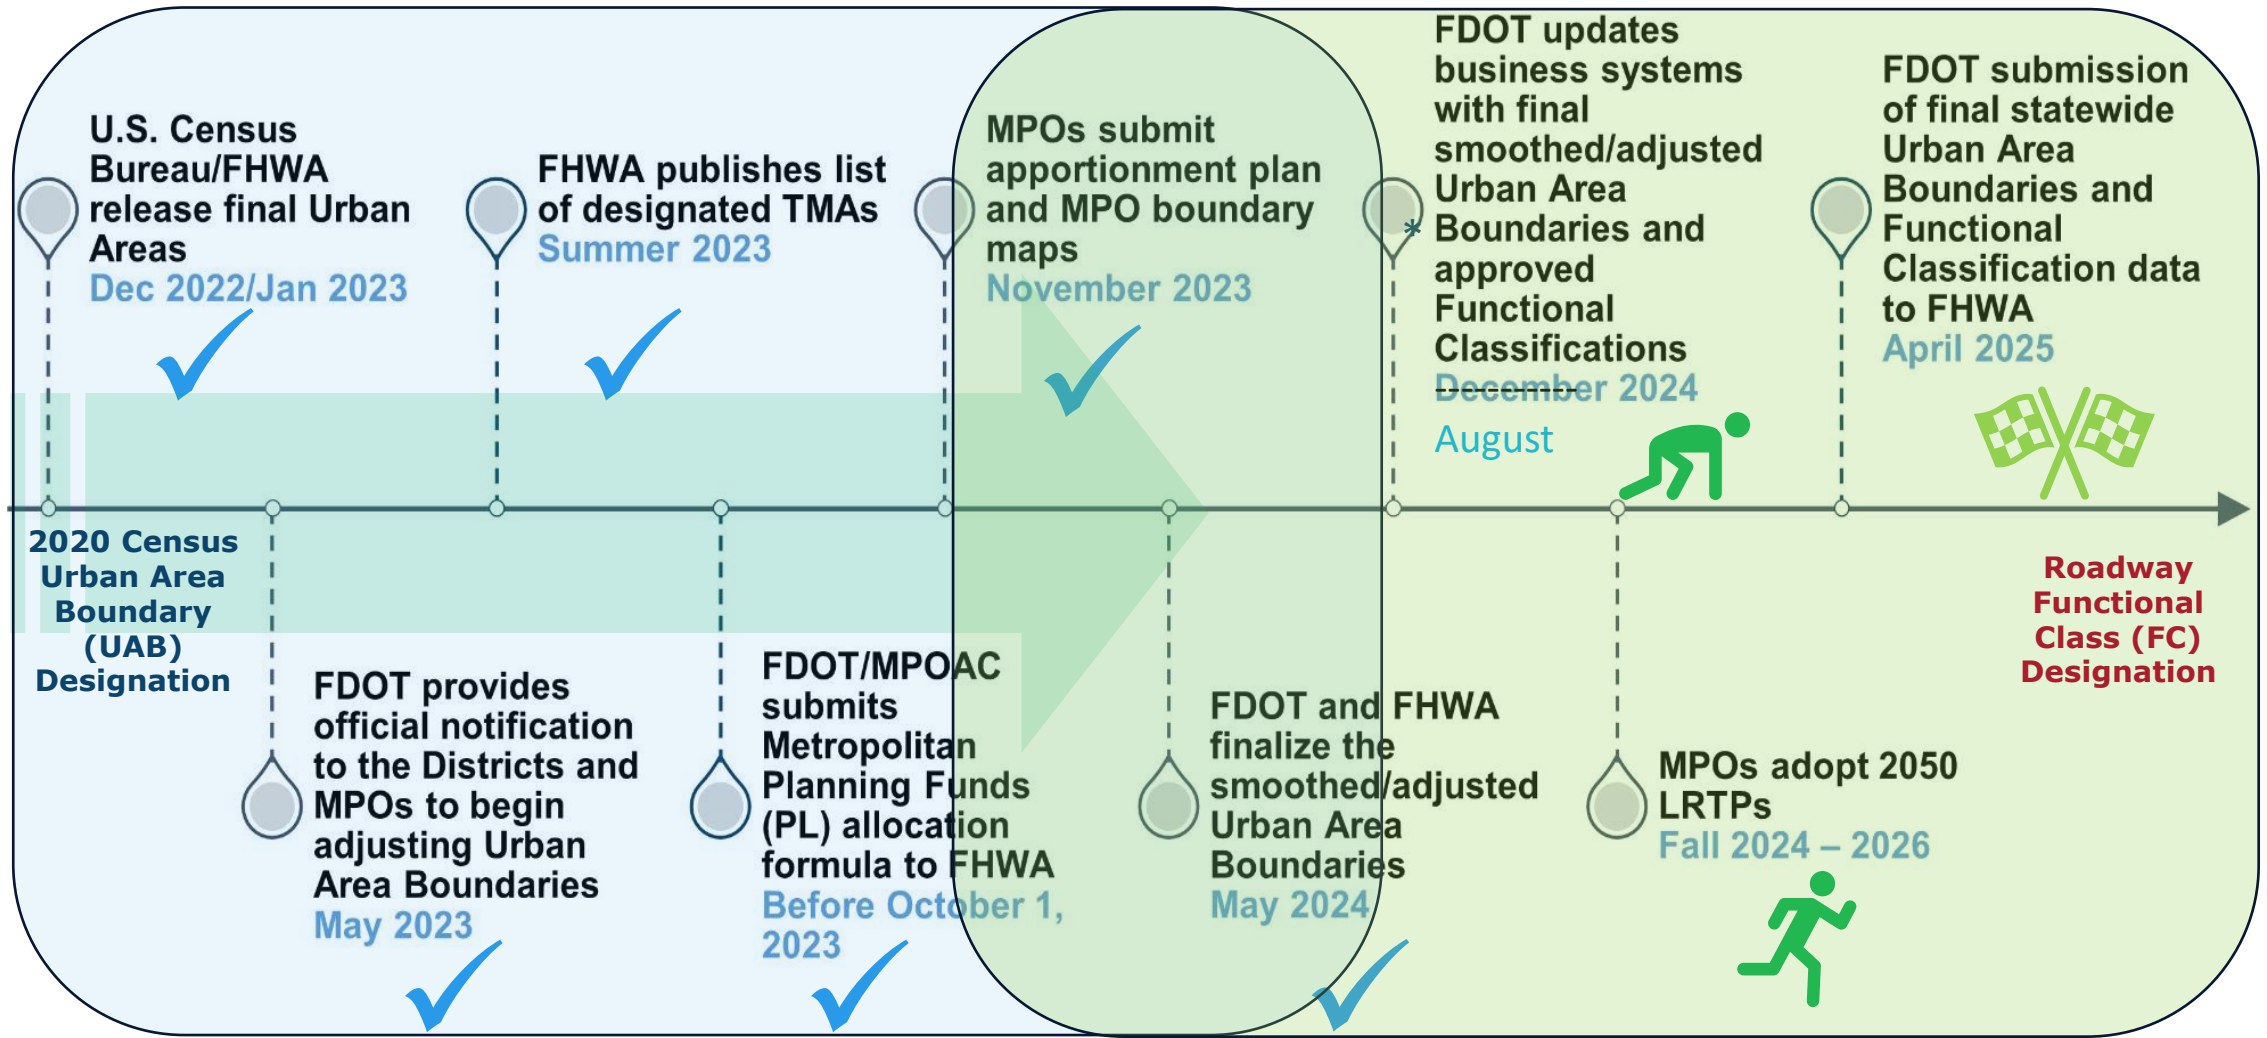 U.S. Census
Bureau/FHWA
release final Urban
Areas
Dec 2022/Jan 2023
FHWA publishes list
of designated TMAs
Summer 2023
MPOs submit
apportionment plan
and MPO boundary
maps
November 2023
*
FDOT updates
business systems
with final
smoothed/adjusted
Urban Area
Boundaries and
approved
Functional
Classifications
December 2024
August
FDOT submission
of final statewide
Urban Area
Boundaries and
Functional
Classification data
to FHWA
April 2025
2020 Census
Urban Area
Boundary
(UAB)
Designation
FDOT provides
official notification
to the Districts and
MPOs to begin
adjusting Urban
Area Boundaries
May 2023
FDOT/MPOAC
submits
Metropolitan
Planning Funds
(PL) allocation
formula to FHWA
Before October 1,
2023
FDOT and FHWA
finalize the
smoothed/adjusted
Urban Area
Boundaries
May 2024
MPOs adopt 2050
LRTPs
Fall 2024 – 2026
Roadway
Functional
Class (FC)
Designation